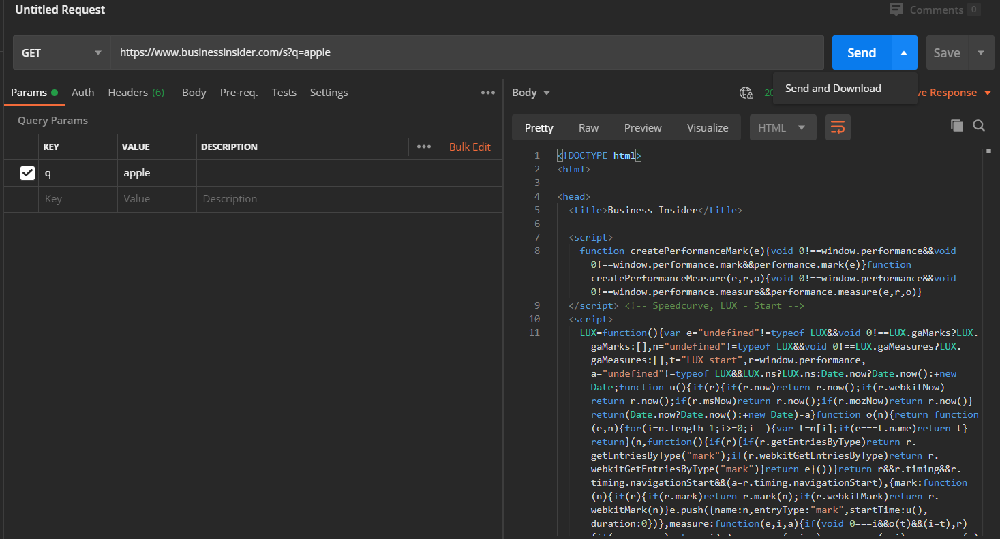 Untitled Request
Comments 0
GET
https://www.businessinsider.com/s?q=apple
Send
Save
Send and Download
Params
Auth
Headers (6)
Body
Pre-req.
Tests
Settings
•••
Query Params
KEY
VALUE
DESCRIPTION
•••
Bulk Edit
q
apple
Key
Value
Description
Body
20
ve Response
Pretty
Raw
Preview
Visualize
HTML
1 <!DOCTYPE html>
2 <html>
3
4 <head>
5 <title>Business Insider</title>
6
7 <script>
8 function createPerformanceMark(e){void 0!==window.performance&&void
0!==window.performance.mark&&performance.mark(e)}function
createPerformanceMeasure(e,r,o){void 0!==window.performance&&void
0!==window.performance.measure&&performance.measure(e,r,o)}
9 </script> <!-- Speedcurve, LUX - Start -->
10 <script>
11 LUX=function(){var e="undefined"!=typeof LUX&&void 0!==LUX.gaMarks?LUX.
gaMarks:[],n="undefined"!=typeof LUX&&void 0!==LUX.gaMeasures?LUX.
gaMeasures:[],t="LUX_start",r=window.performance,
a="undefined"!=typeof LUX&&LUX.ns?LUX.ns:Date.now?Date.now():+new
Date;function u(){if(r){if(r.now)return r.now();if(r.webkitNow)
return r.now();if(r.msNow)return r.now();if(r.mozNow)return r.now()}
return(Date.now?Date.now():+new Date)-a}function o(n){return function
(e,n){for(i=n.length-1;i>=0;i--){var t=n[i];if(e===t.name)return t}
return}(n,function(){if(r){if(r.getEntriesByType)return r.
getEntriesByType("mark");if(r.webkitGetEntriesByType)return r.
webkitGetEntriesByType("mark")}return e}())}return r&&r.timing&&r.
timing.navigationStart&&(a=r.timing.navigationStart),{mark:function
(n){if(r){if(r.mark)return r.mark(n);if(r.webkitMark)return r.
webkitMark(n)}e.push({name:n,entryType:"mark",startTime:u(),
duration:0})},measure:function(e,i,a){if(void 0===i&&o(t)&&(i=t),r)